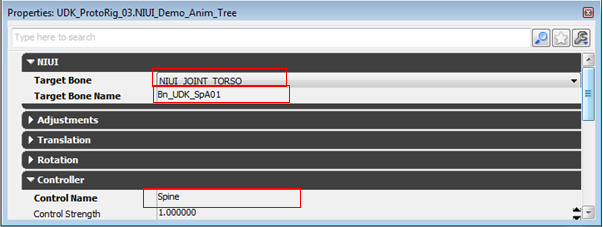 Properties: UDK_ProtoRig_03.NIUI_Demo_Anim_Tree
Type here to search
NIUI
Target Bone NIUI_JOINT_TORSO
Target Bone Name Bn_UDK_SpA01
Adjustments
Translation
Rotation
Controller
Control Name Spine
Control Strength 1.000000